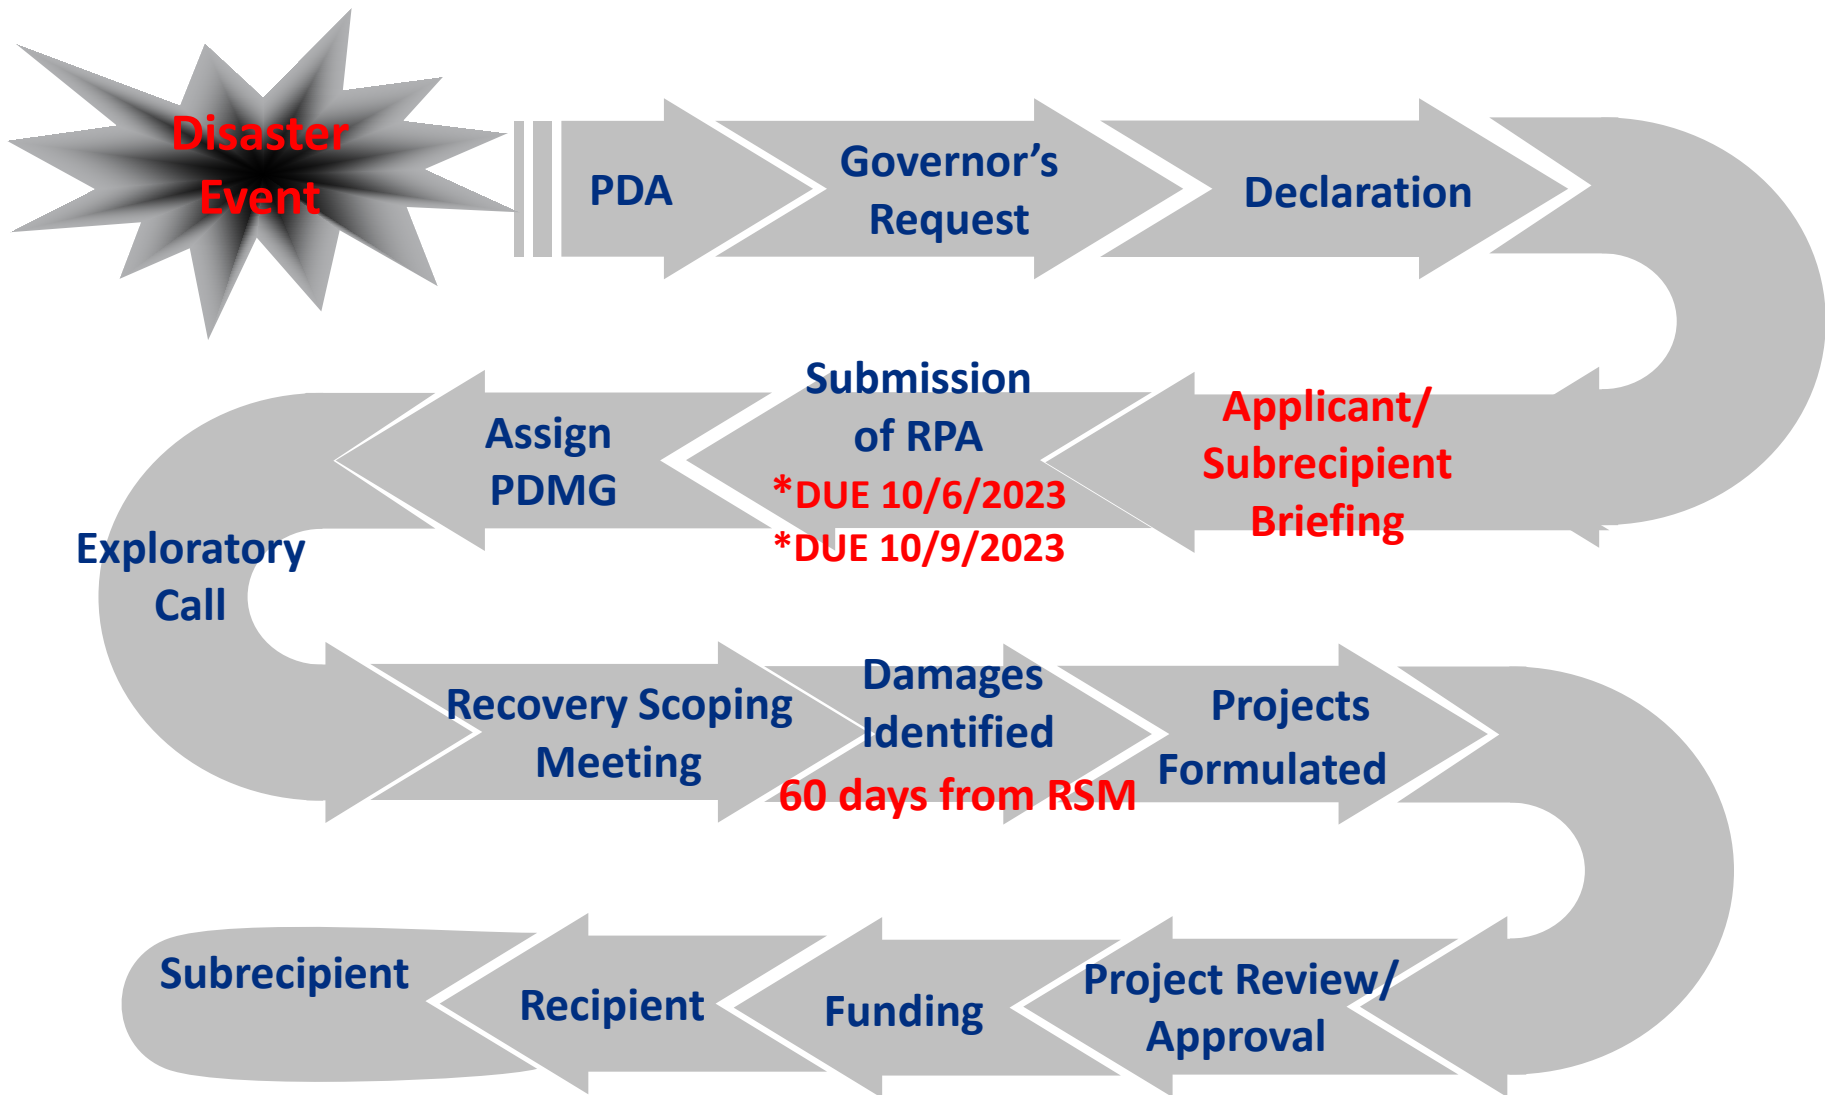 Disaster
Event
PDA
Governor’s
Request
Declaration
Applicant/
Subrecipient
Briefing
Submission
of RPA
*DUE 10/6/2023
*DUE 10/9/2023
Assign
PDMG
Exploratory
Call
Recovery Scoping
Meeting
Damages
Identified
60 days from RSM
Projects
Formulated
Project Review/
Approval
Funding
Recipient
Subrecipient